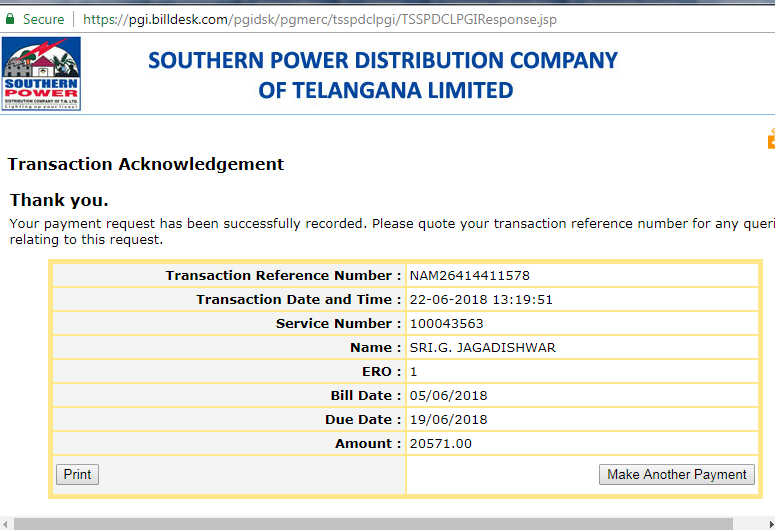 Secure
https://pgi.billdesk.com/pgidsk/pgmerc/tsspdclpgi/TSSPDCLPGIResponse.jsp
SOUTHERN
POWER
DISTRIBUTION COMPANY OF T.G. LTD.
Lighting up your lives!
SOUTHERN POWER DISTRIBUTION COMPANY
OF TELANGANA LIMITED
Transaction Acknowledgement
Thank you.
Your payment request has been successfully recorded. Please quote your transaction reference number for any queri
relating to this request.
Transaction Reference Number : NAM26414411578
Transaction Date and Time : 22-06-2018 13:19:51
Service Number : 100043563
Name : SRI.G. JAGADISHWAR
ERO : 1
Bill Date : 05/06/2018
Due Date : 19/06/2018
Amount : 20571.00
Print Make Another Payment